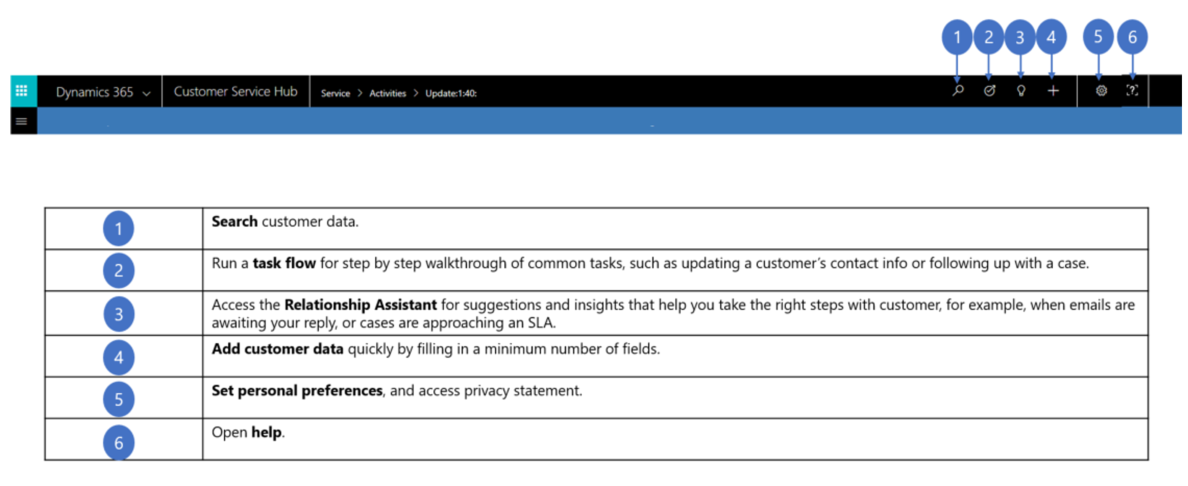 1 2 3 4 5 6
Dynamics 365 Customer Service Hub Service > Activities > Update:1:40:
1 Search customer data.
2 Run a task flow for step by step walkthrough of common tasks, such as updating a customer’s contact info or following up with a case.
3 Access the Relationship Assistant for suggestions and insights that help you take the right steps with customer, for example, when emails are
awaiting your reply, or cases are approaching an SLA.
4 Add customer data quickly by filling in a minimum number of fields.
5 Set personal preferences, and access privacy statement.
6 Open help.